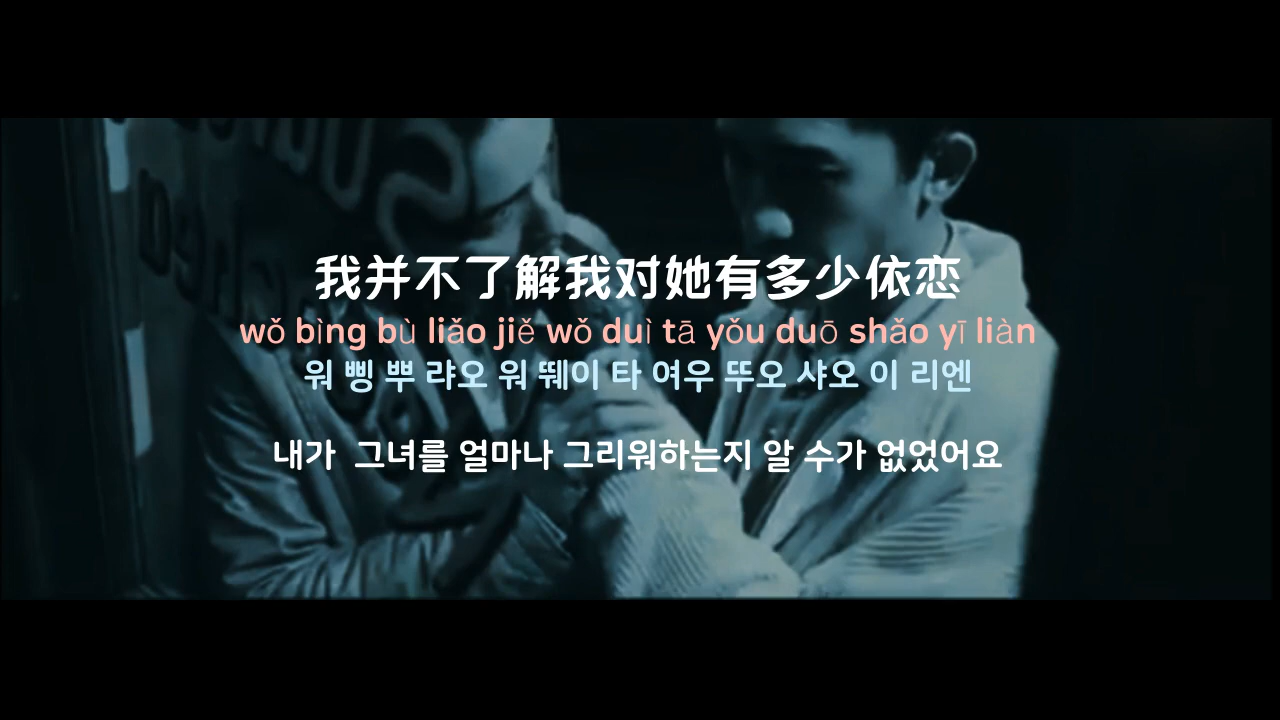 我并不了解我对她有多少依恋
wǒ bìng bù liǎo jiě wǒ duì tā yǒu duō shǎo yī liàn
워 삥 뿌 랴오 워 뛔이 타 여우 뚜오 샤오 이 리엔
내가 그녀를 얼마나 그리워하는지 알 수가 없었어요